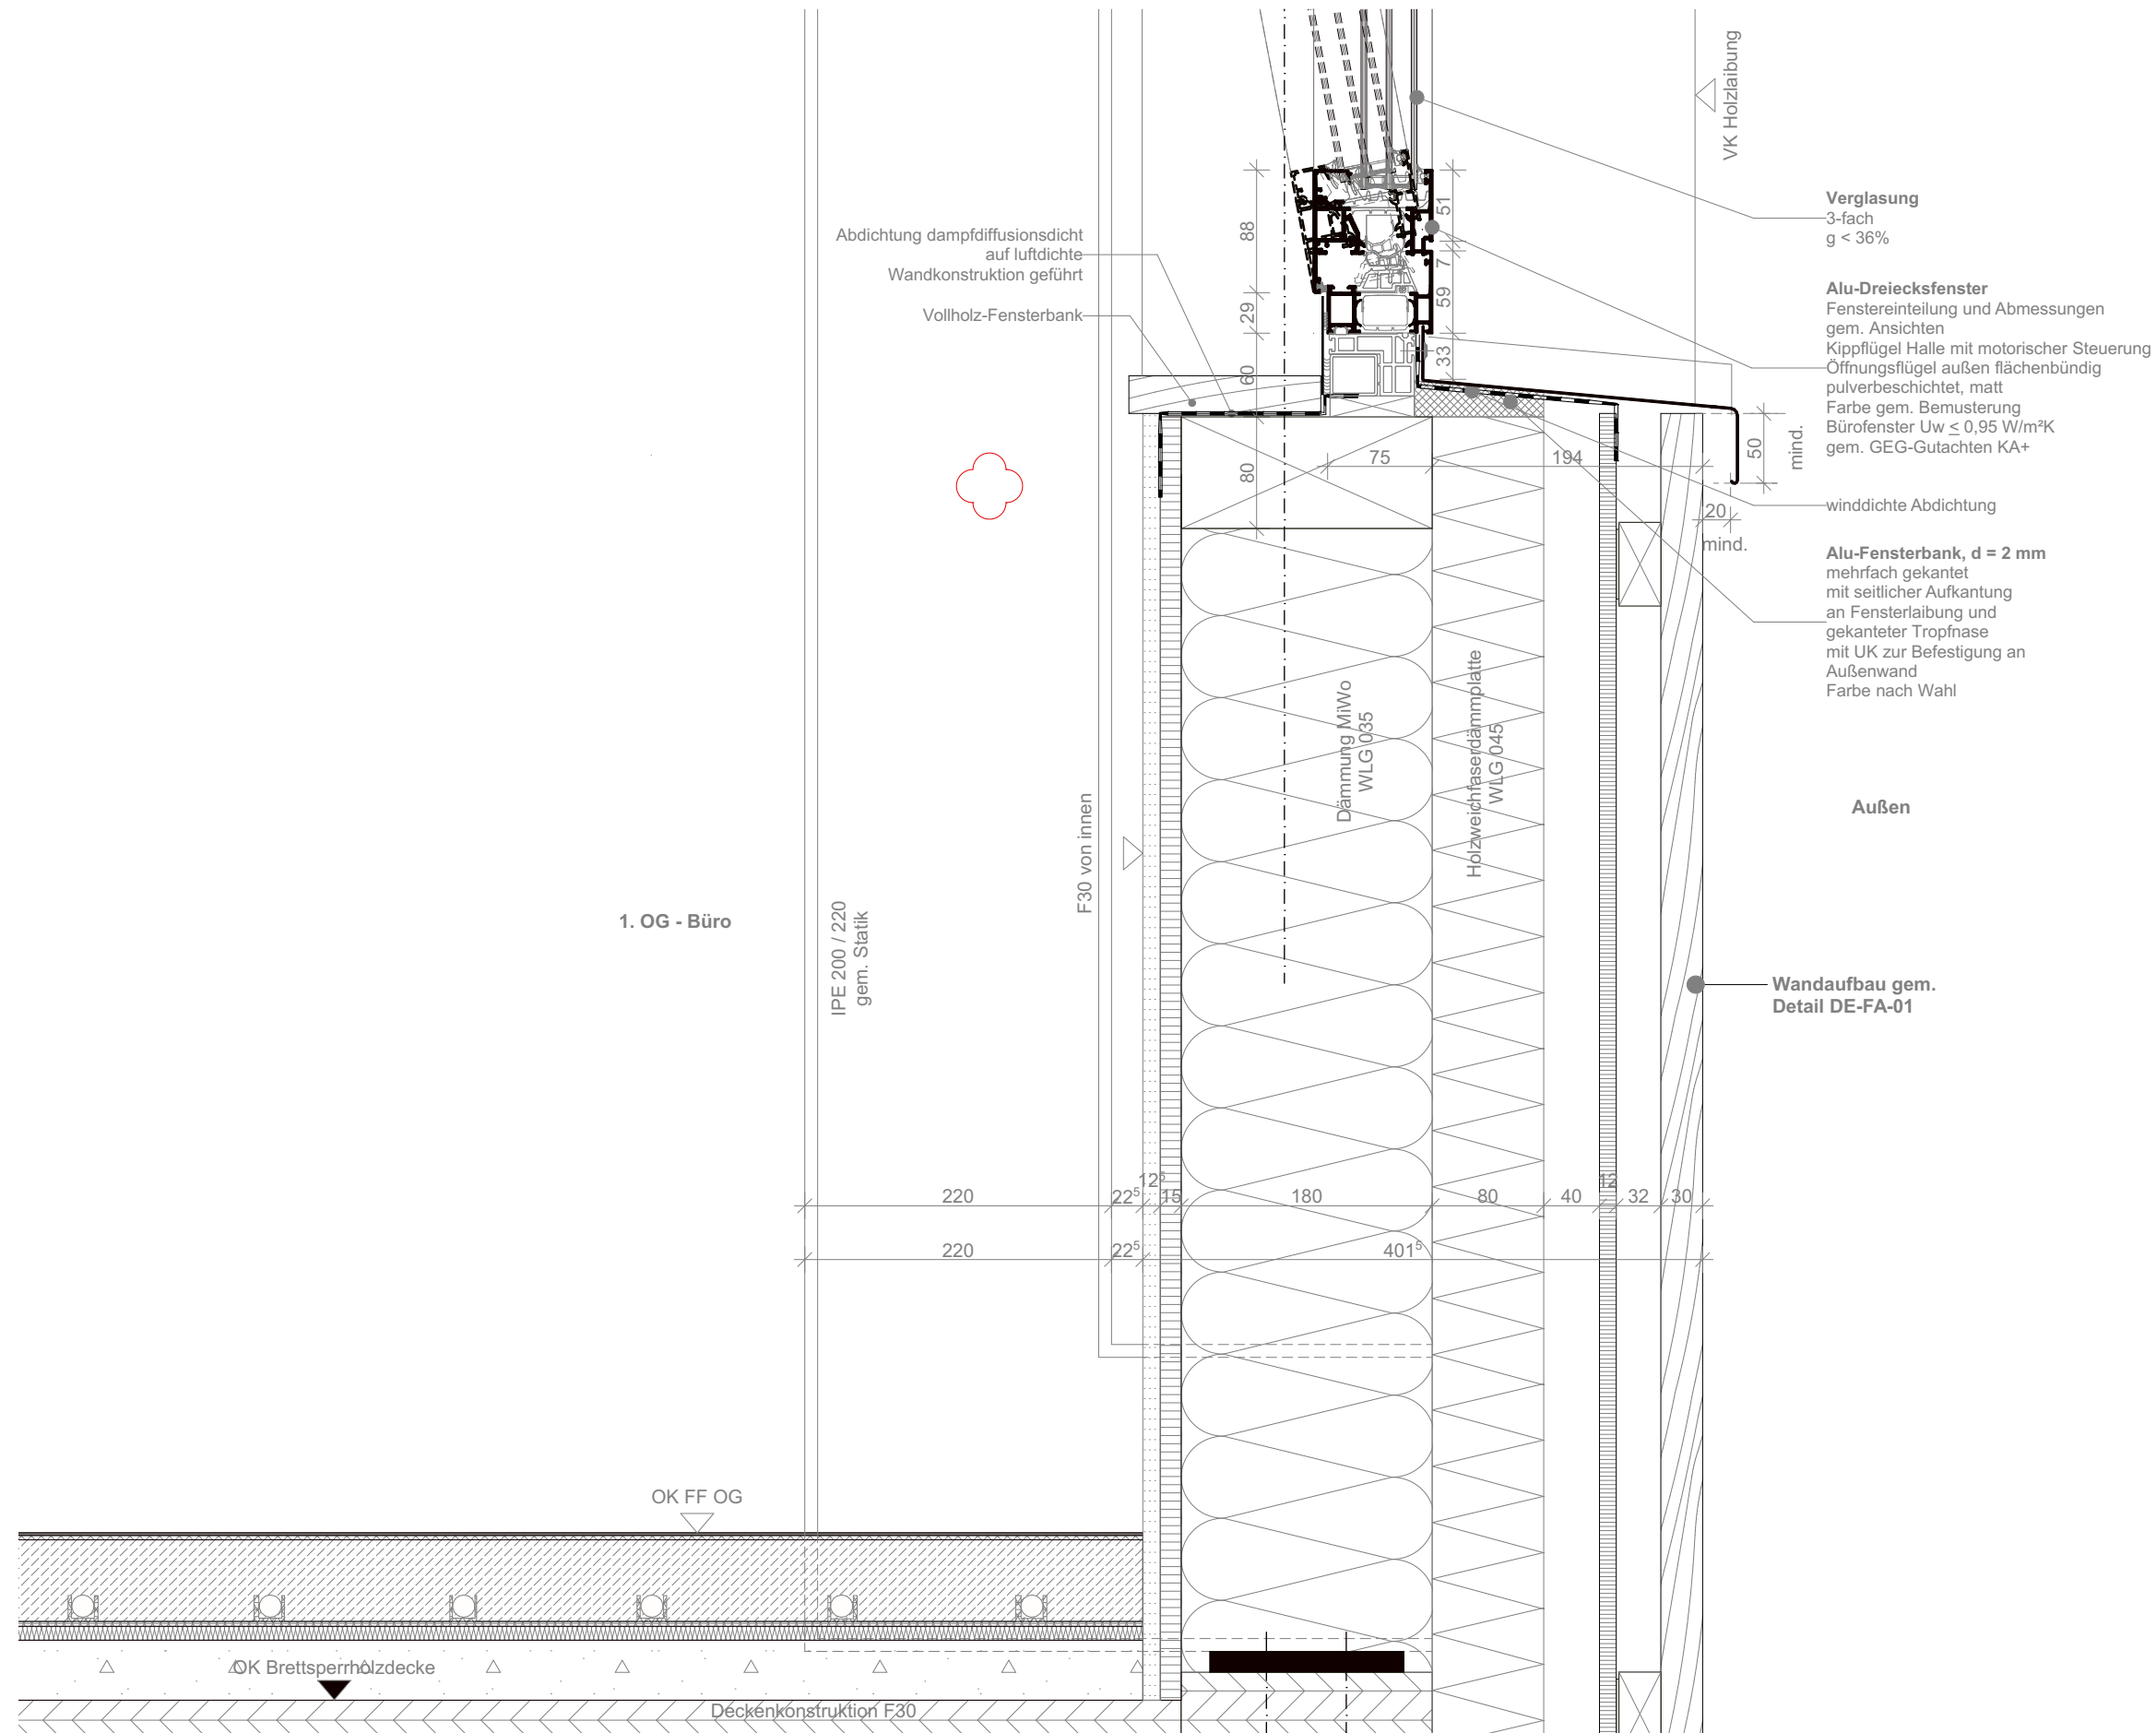 VK Holzlaibung
Verglasung
3-fach
g < 36%
Alu-Dreiecksfenster
Fenstereinteilung und Abmessungen
gem. Ansichten
Kippflügel Halle mit motorischer Steuerung
Öffnungsflügel außen flächenbündig
pulverbeschichtet, matt
Farbe gem. Bemusterung
Bürofenster Uw ≤ 0,95 W/m²K
gem. GEG-Gutachten KA+
winddichte Abdichtung
Alu-Fensterbank, d = 2 mm
mehrfach gekantet
mit seitlicher Aufkantung
an Fensterlaibung und
gekanteter Tropfnase
mit UK zur Befestigung an
Außenwand
Farbe nach Wahl
Abdichtung dampfdiffusionsdicht
auf luftdichte
Wandkonstruktion geführt
Vollholz-Fensterbank
88
29
60
80
51
7
59
33
75
194
50
mind.
20
mind.
Dämmung MiWo
WLG 035
Holzweichfaserdämmplatte
WLG 045
F30 von innen
IPE 200 / 220
gem. Statik
1. OG - Büro
Außen
Wandaufbau gem.
Detail DE-FA-01
220
22⁵
12⁵
15
180
80
40
12
32
30
220
22⁵
401⁵
OK FF OG
OK Brettsperrholzdecke
Deckenkonstruktion F30